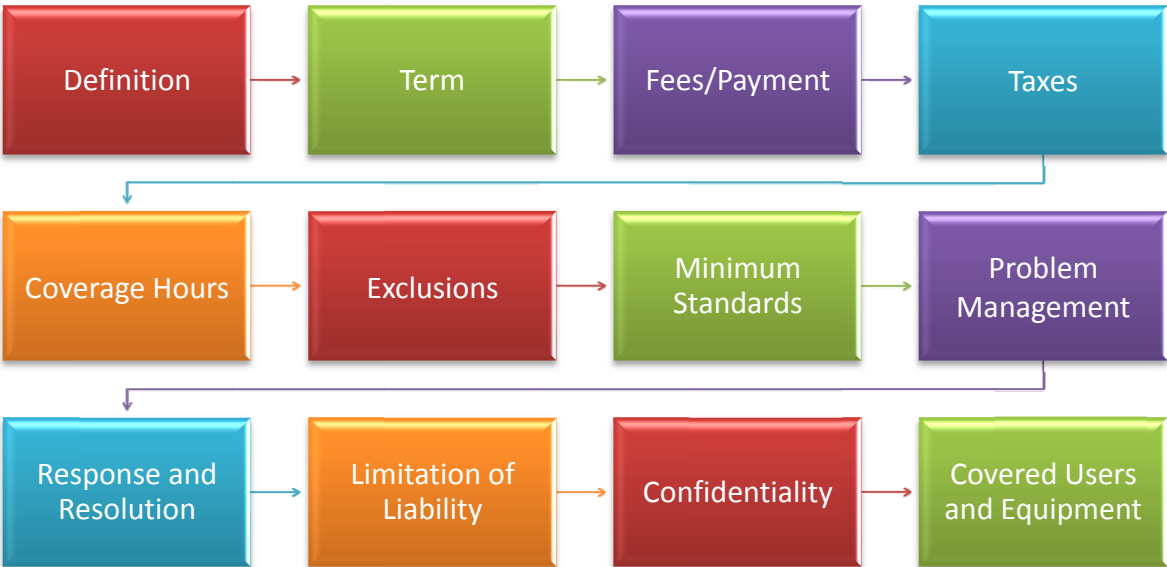 Definition
Term
Fees/Payment
Taxes
Coverage Hours
Exclusions
Minimum
Standards
Problem
Management
Response and
Resolution
Limitation of
Liability
Confidentiality
Covered Users
and Equipment